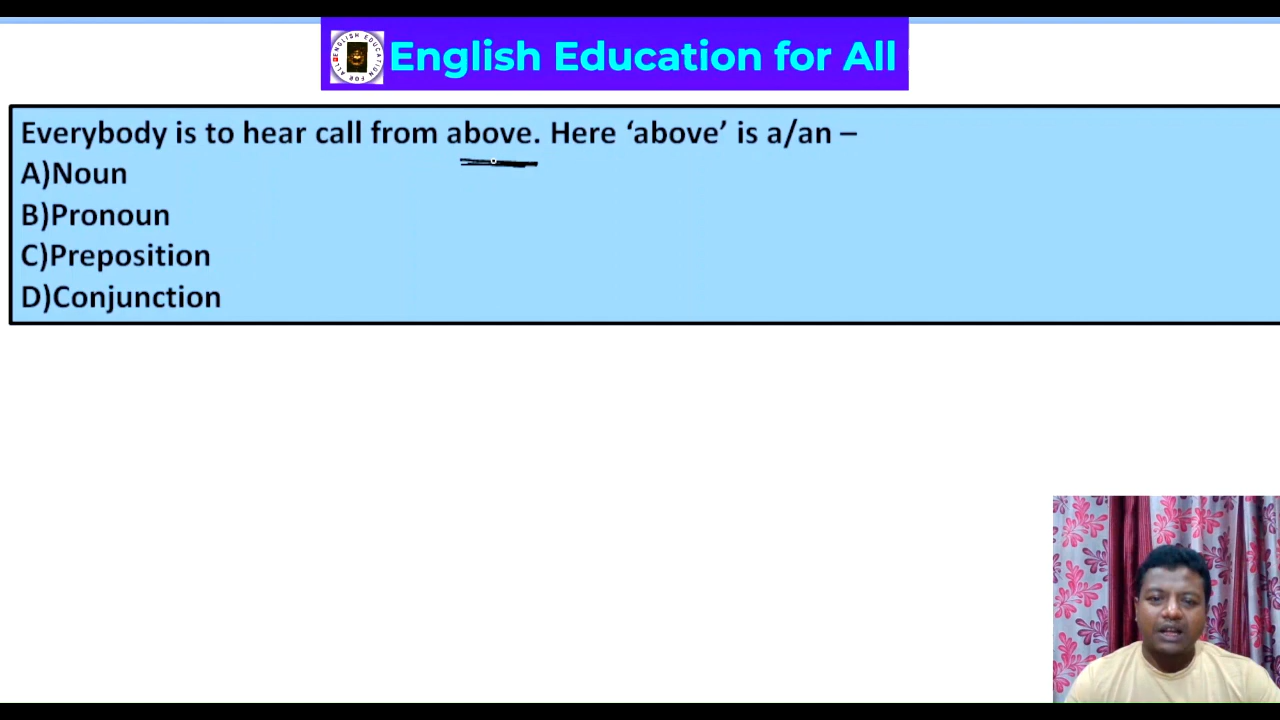 English Education for All
Everybody is to hear call from above. Here ‘above’ is a/an –
A)Noun
B)Pronoun
C)Preposition
D)Conjunction